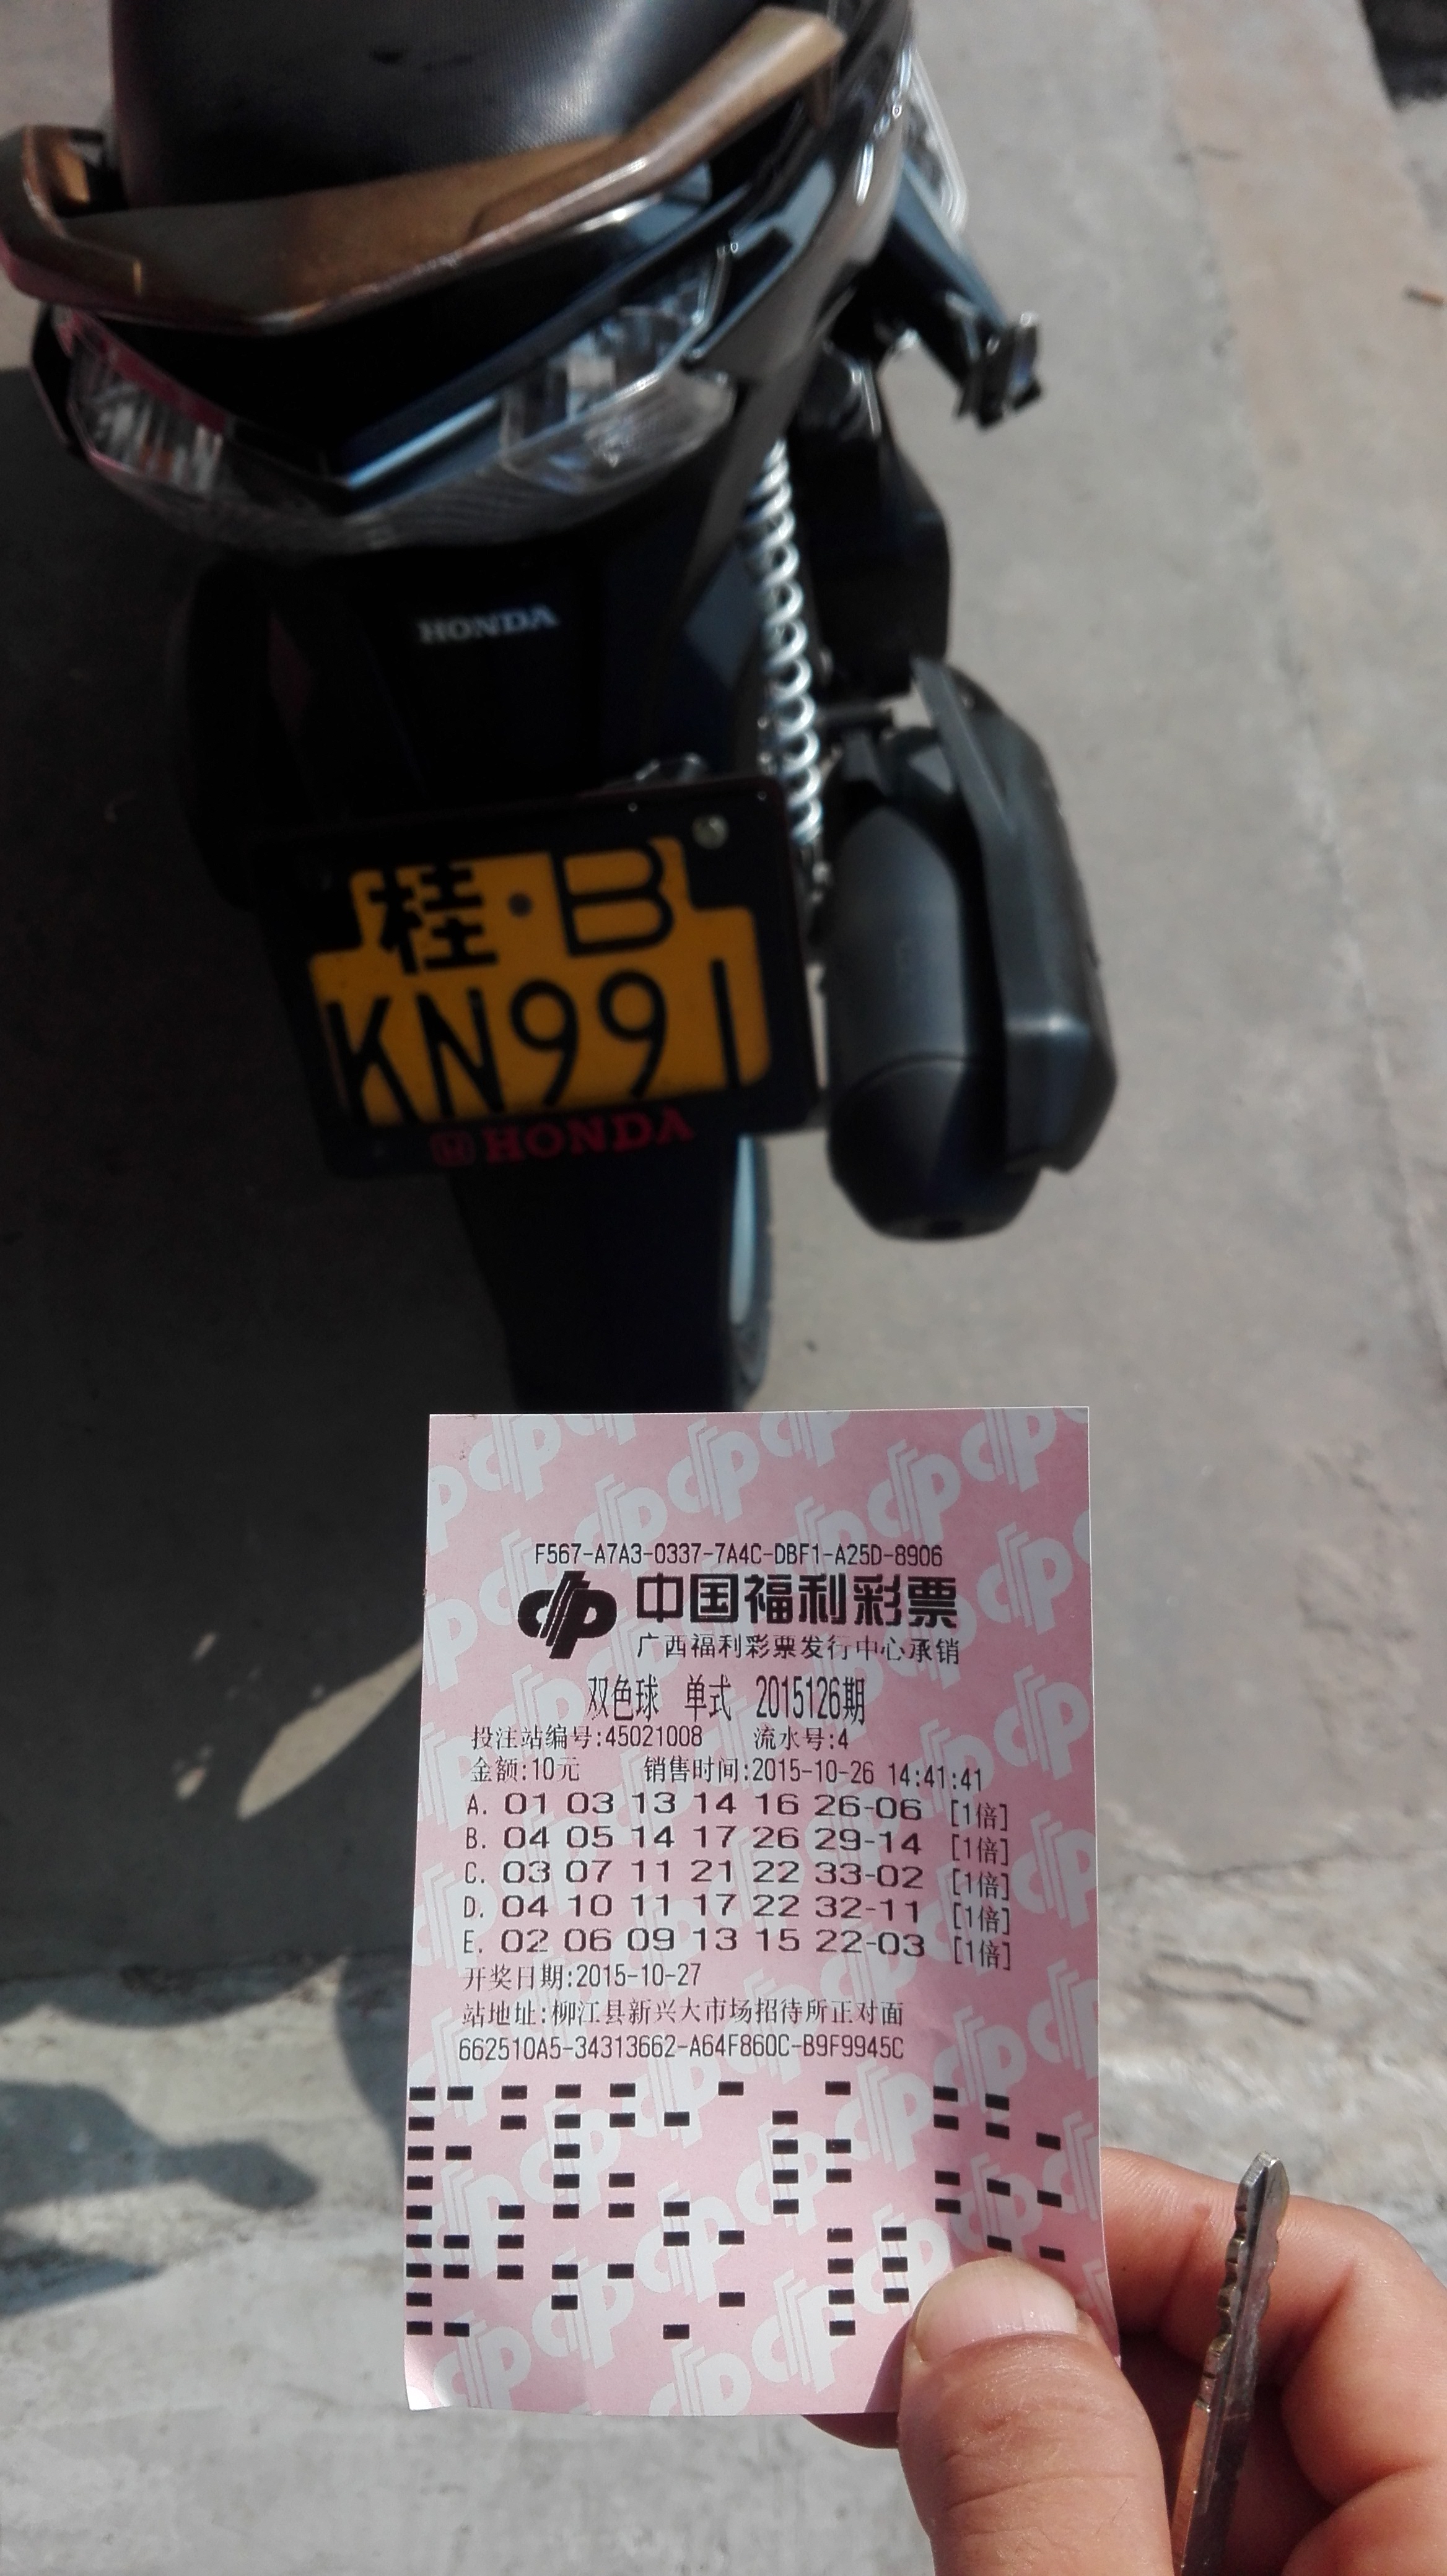 HONDA
桂·B
KN991
HONDA
F567-A7A3-0337-7A4C-DBF1-A25D-8906
中国福利彩票
广西福利彩票发行中心承销
双色球 单式 2015126期
投注站编号:45021008 流水号:4
金额:10元 销售时间:2015-10-26 14:41:41
A. 01 03 13 14 16 26-06 [1倍]
B. 04 05 14 17 26 29-14 [1倍]
C. 03 07 11 21 22 33-02 [1倍]
D. 04 10 11 17 22 32-11 [1倍]
E. 02 06 09 13 15 22-03 [1倍]
开奖日期:2015-10-27
站地址:柳江县新兴大市场招待所正对面
662510A5-34313662-A64F860C-B9F9945C